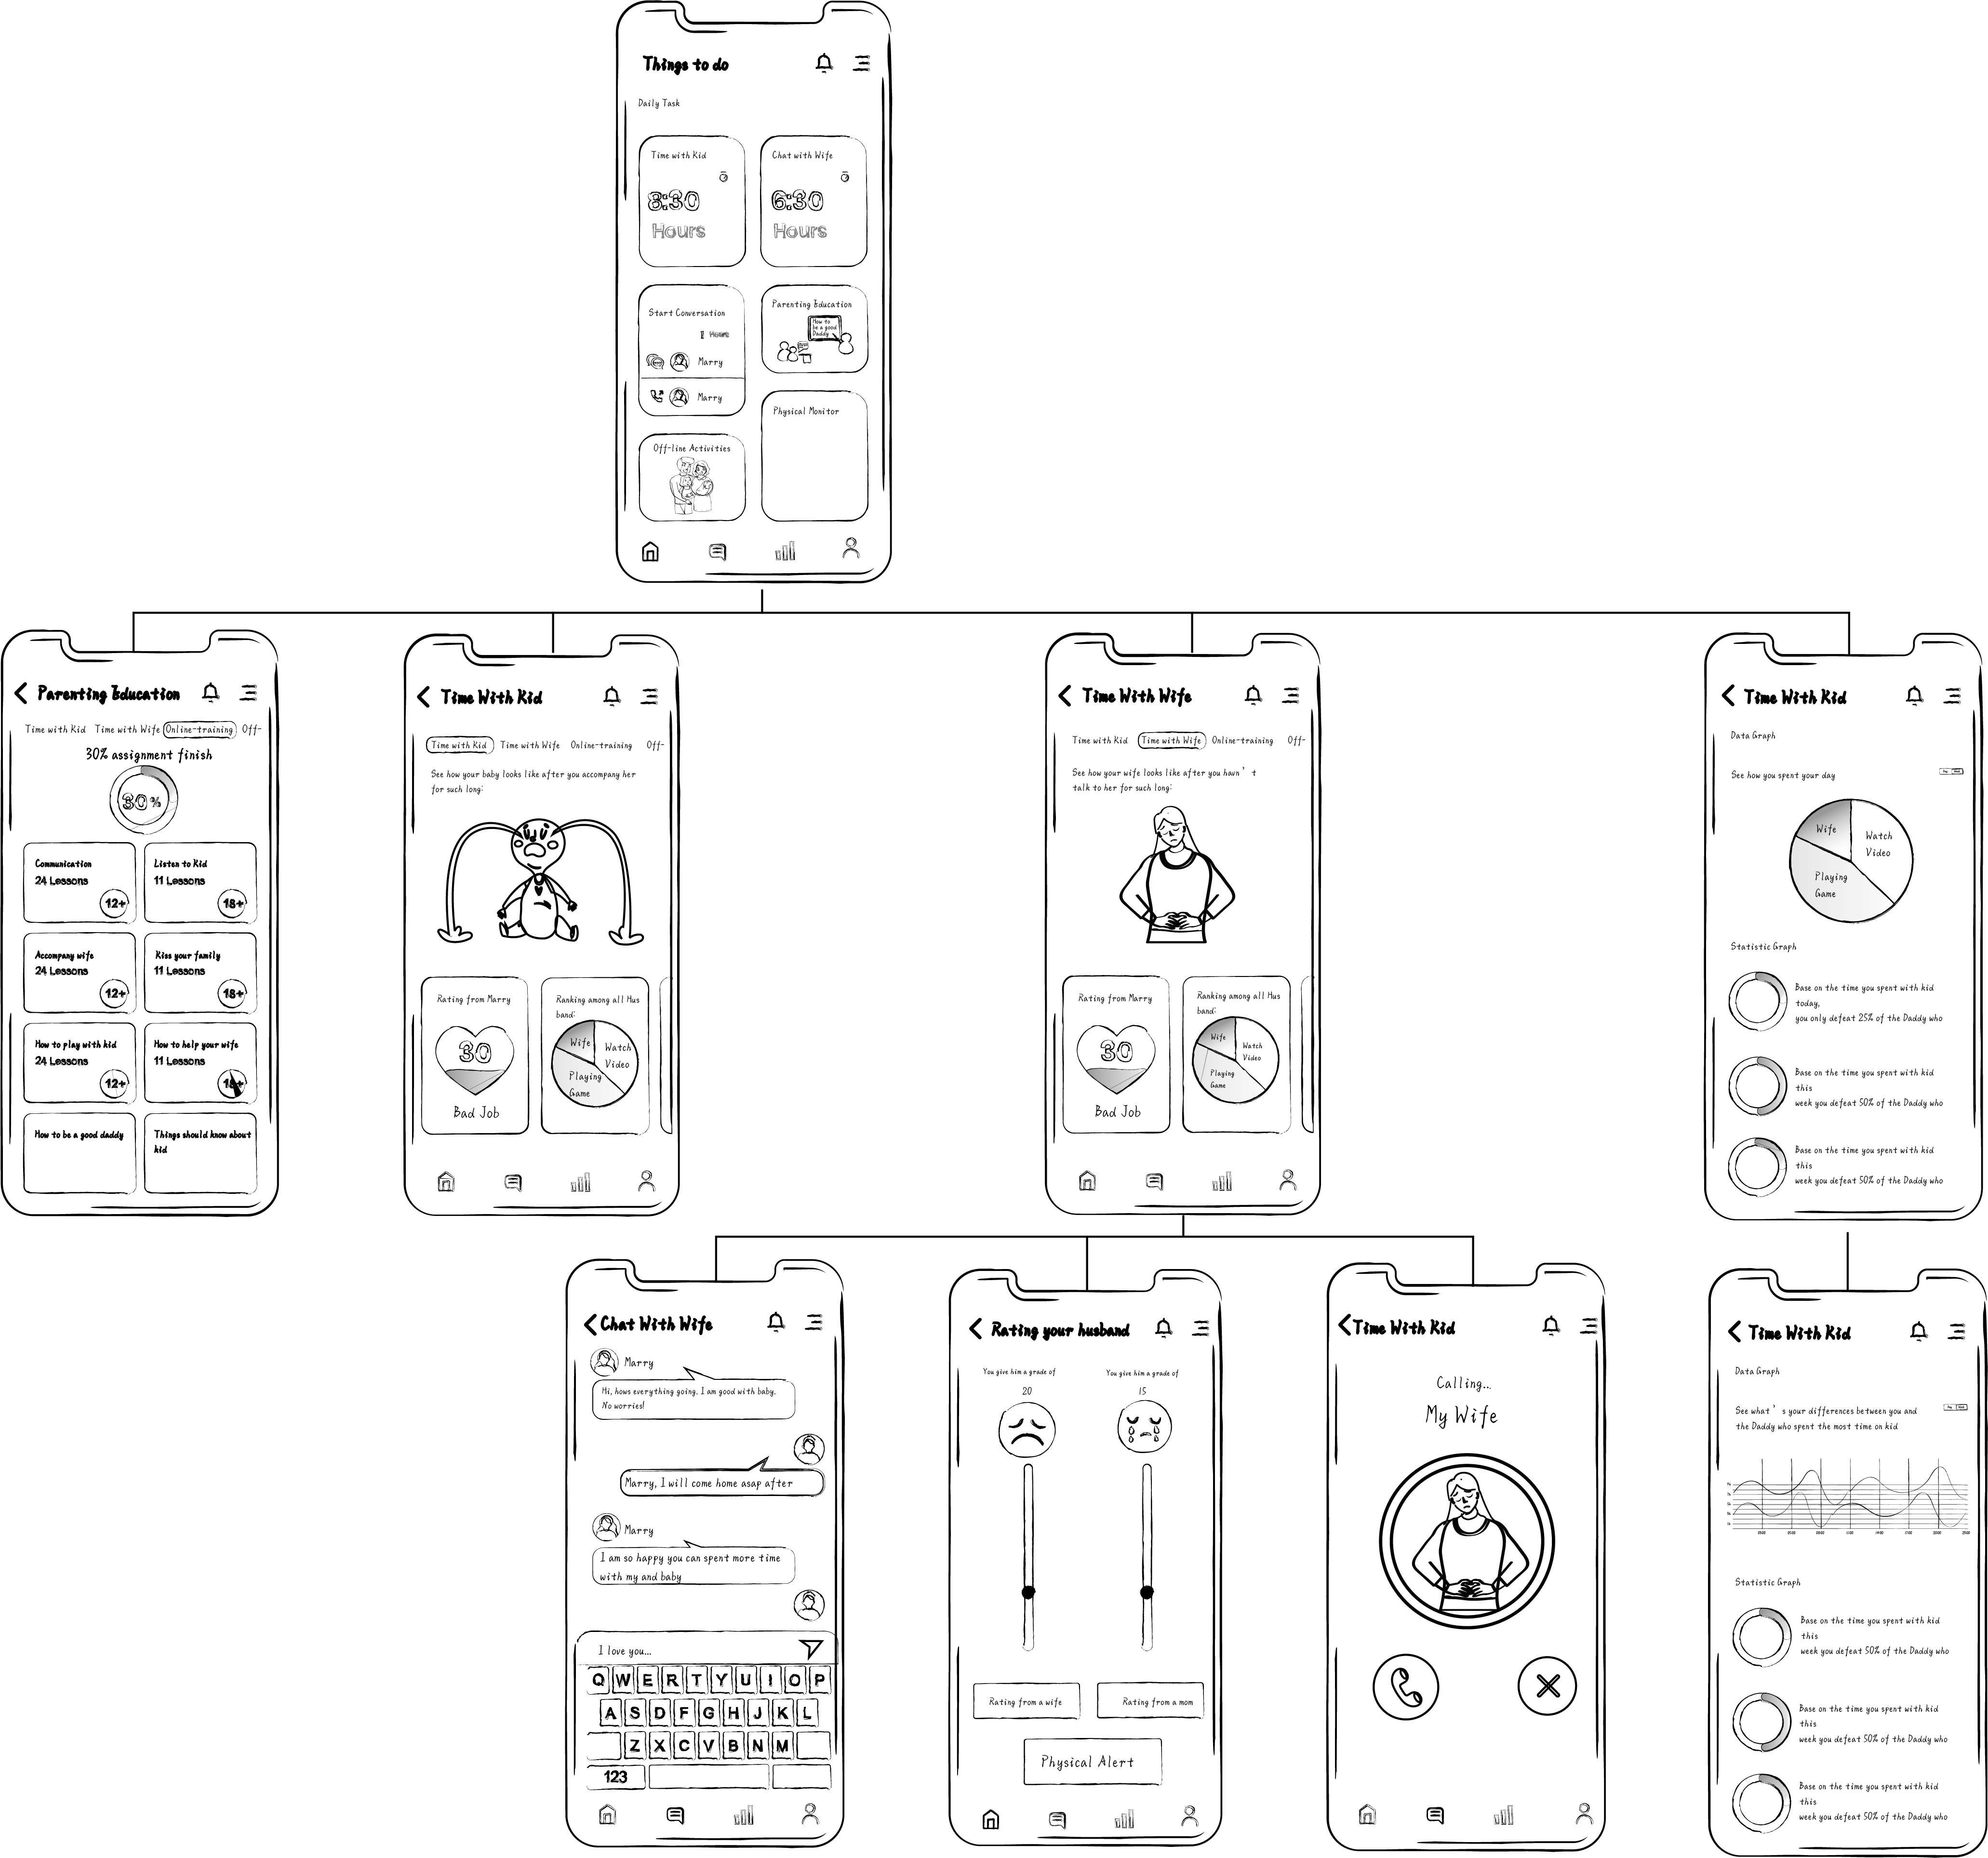 Things to do
Daily Task
Time with Kid
8:30
Hours
Chat with Wife
6:30
Hours
Start Conversation
1 Hours
Marry
Marry
Parenting Education
How to
be a good
Daddy
Physical Monitor
Off-line Activities
Parenting Education
Time with Kid Time with Wife Online-training Off-
30% assignment finish
30%
Communication
24 Lessons
12+
Listen to Kid
11 Lessons
18+
Accompany wife
24 Lessons
12+
Kiss your family
11 Lessons
18+
How to play with kid
24 Lessons
12+
How to help your wife
11 Lessons
18+
How to be a good daddy
Things should know about
kid
Time With Kid
Time with Kid Time with Wife Online-training Off-
See how your baby looks like after you accompany her
for such long:
Rating from Marry
30
Bad Job
Ranking among all Hus
band:
Wife
Watch
Video
Playing
Game
Time With Wife
Time with Kid Time with Wife Online-training Off-
See how your wife looks like after you havn't
talk to her for such long:
Rating from Marry
30
Bad Job
Ranking among all Hus
band:
Wife
Watch
Video
Playing
Game
Time With Kid
Data Graph
See how you spent your day
Wife
Watch
Video
Playing
Game
Statistic Graph
Base on the time you spent with kid
today,
you only defeat 25% of the Daddy who
Base on the time you spent with kid
this
week you defeat 50% of the Daddy who
Base on the time you spent with kid
this
week you defeat 50% of the Daddy who
Chat With Wife
Marry
Hi, hows everything going. I am good with baby.
No worries!
Marry, I will come home asap after
Marry
I am so happy you can spent more time
with my and baby
I love you...
Q W E R T Y U I O P
A S D F G H J K L
Z X C V B N M
123
Rating your husband
You give him a grade of
20
You give him a grade of
15
Rating from a wife
Rating from a mom
Physical Alert
Time With Kid
Calling...
My Wife
Time With Kid
Data Graph
See what's your differences between you and
the Daddy who spent the most time on kid
Statistic Graph
Base on the time you spent with kid
this
week you defeat 50% of the Daddy who
Base on the time you spent with kid
this
week you defeat 50% of the Daddy who
Base on the time you spent with kid
this
week you defeat 50% of the Daddy who